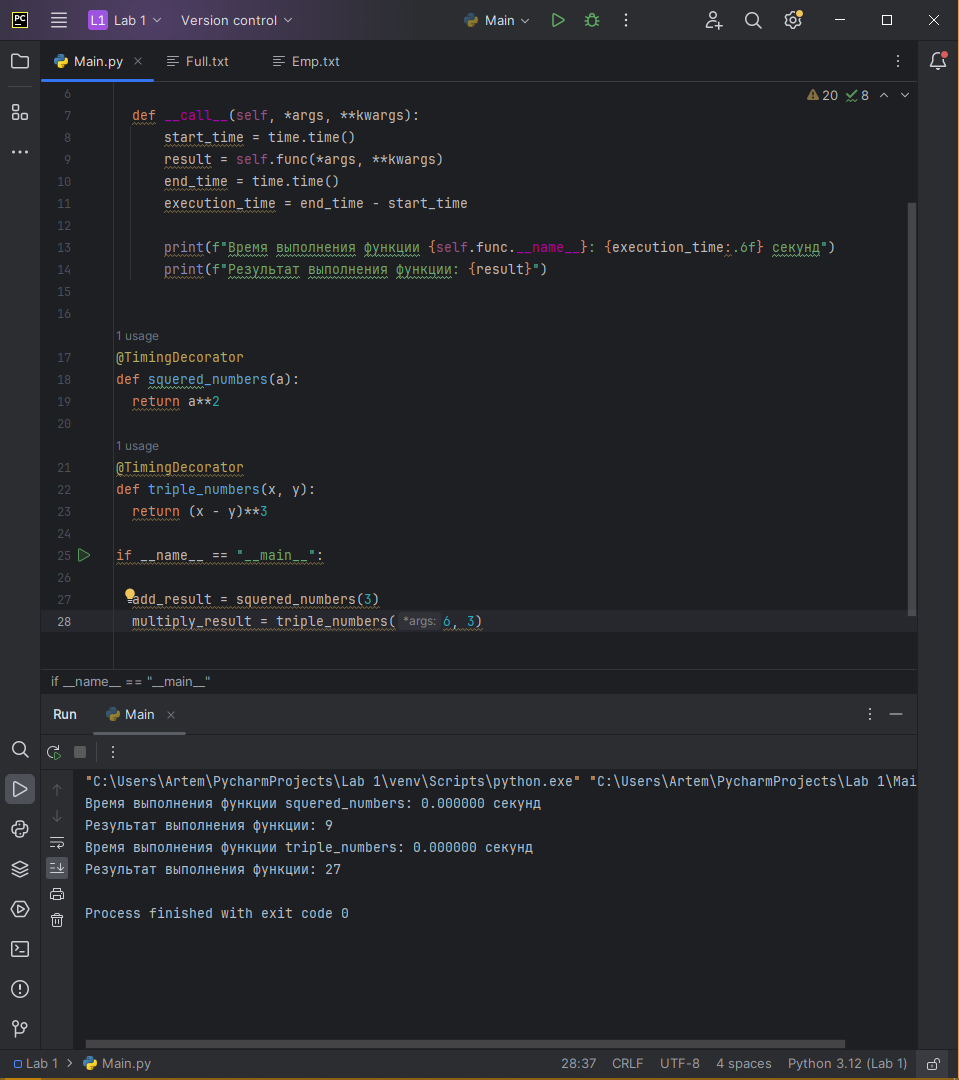 PC L1 Lab 1 Version control Main
Main.py Full.txt Emp.txt
6 20 8
7 def __call__(self, *args, **kwargs):
8 start_time = time.time()
9 result = self.func(*args, **kwargs)
10 end_time = time.time()
11 execution_time = end_time - start_time
12
13 print(f"Время выполнения функции {self.func.__name__}: {execution_time:.6f} секунд")
14 print(f"Результат выполнения функции: {result}")
15
16
1 usage
17 @TimingDecorator
18 def squered_numbers(a):
19 return a**2
20
1 usage
21 @TimingDecorator
22 def triple_numbers(x, y):
23 return (x - y)**3
24
25 if __name__ == "__main__":
26
27 add_result = squered_numbers(3)
28 multiply_result = triple_numbers( *args: 6, 3)
if __name__ == "__main__"
Run Main
"C:\Users\Artem\PycharmProjects\Lab 1\venv\Scripts\python.exe" "C:\Users\Artem\PycharmProjects\Lab 1\Mai
Время выполнения функции squered_numbers: 0.000000 секунд
Результат выполнения функции: 9
Время выполнения функции triple_numbers: 0.000000 секунд
Результат выполнения функции: 27
Process finished with exit code 0
Lab 1 Main.py 28:37 CRLF UTF-8 4 spaces Python 3.12 (Lab 1)